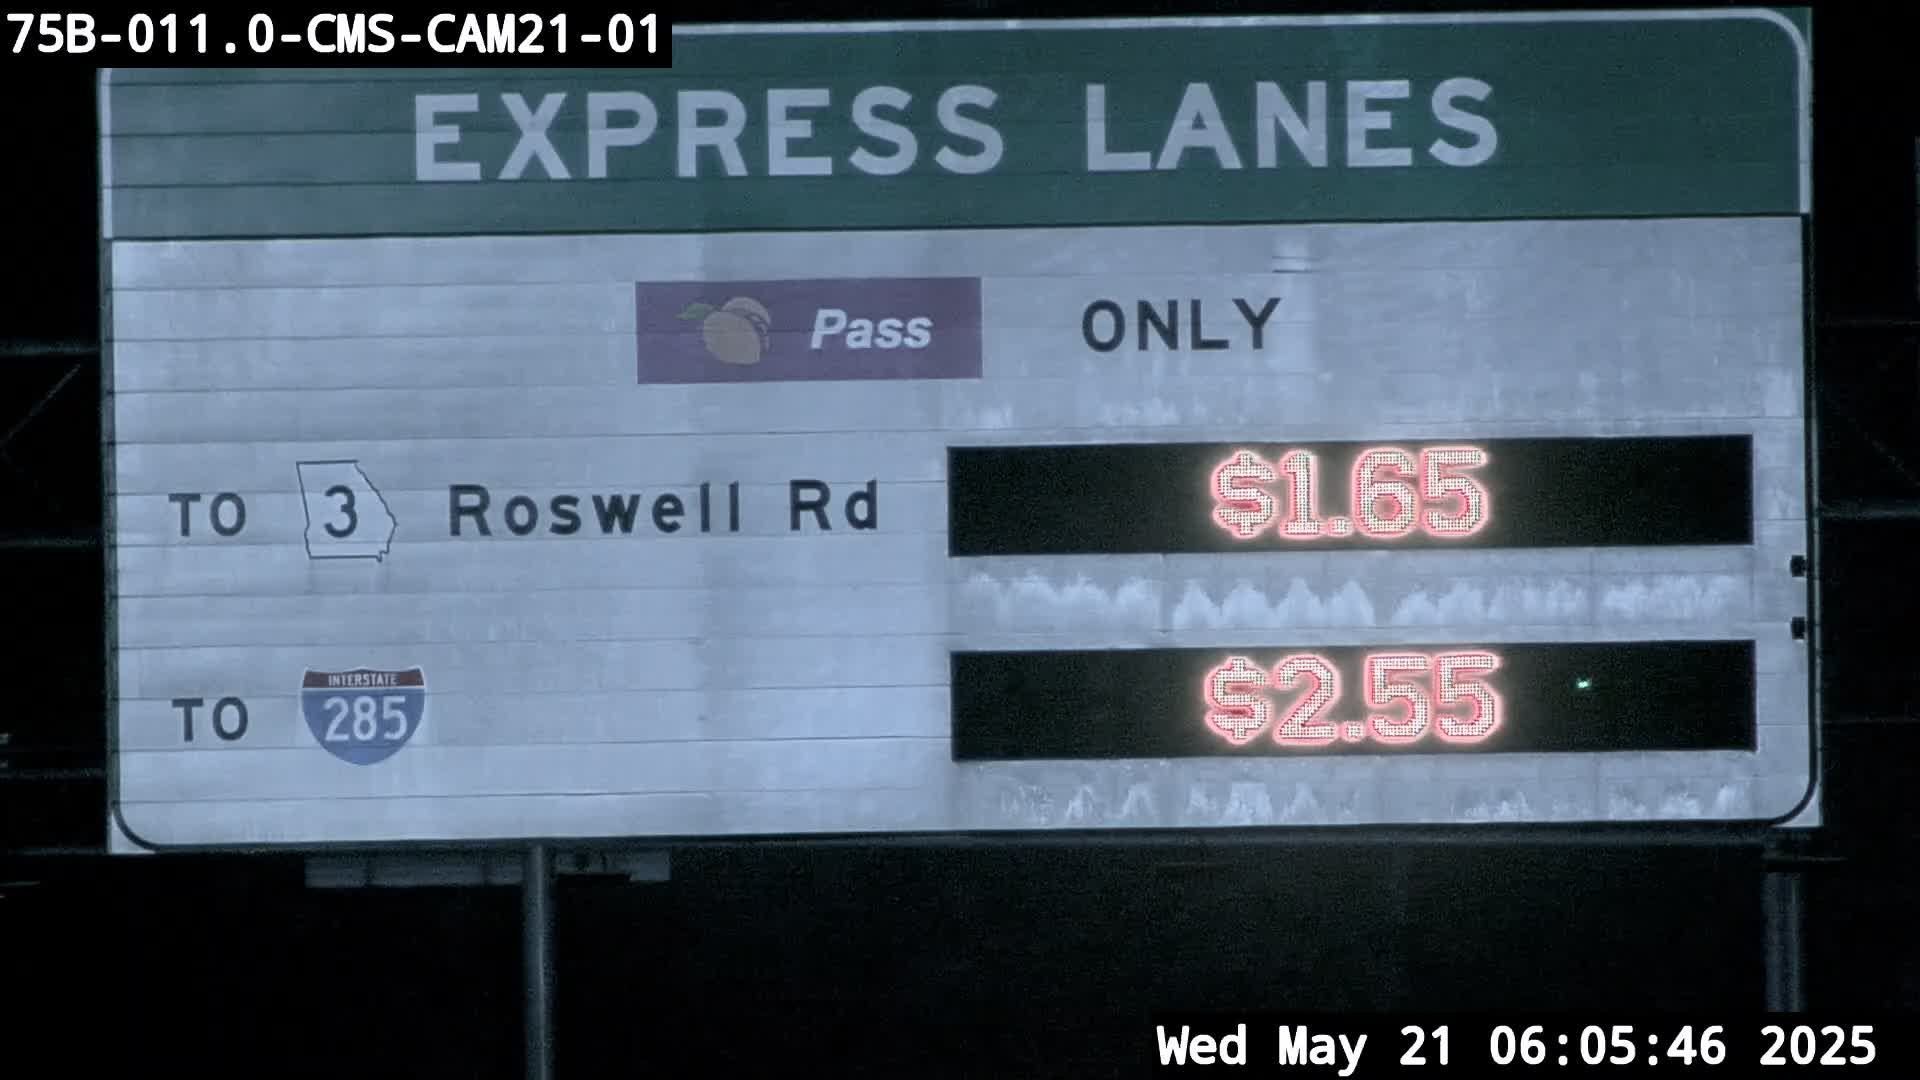 75B-011.0-CMS-CAM21-01
EXPRESS LANES
Pass ONLY
TO 3 Roswell Rd $1.65
TO INTERSTATE 285 $2.55
Wed May 21 06:05:46 2025